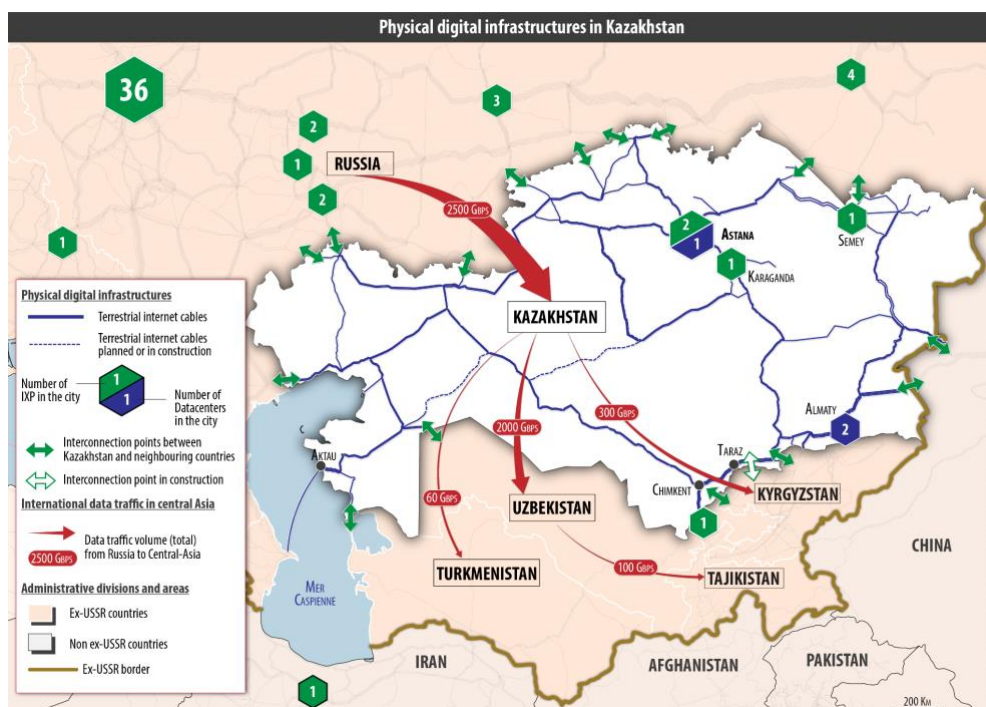 Physical digital infrastructures in Kazakhstan
36
2
3
4
1
RUSSIA
2
2500 GBPS
1
2
1
ASTANA
1
SEMEY
1
KARAGANDA
KAZAKHSTAN
Physical digital infrastructures
Terrestrial internet cables
Terrestrial internet cables
planned or in construction
Number of
IXP in the city
1
1
Number of
Datacenters
in the city
Interconnection points between
Kazakhstan and neighbouring countries
Interconnection point in construction
International data traffic in central Asia
Data traffic volume (total)
from Russia to Central-Asia
2500 GBPS
Administrative divisions and areas
Ex-USSR countries
Non ex-USSR countries
Ex-USSR border
300 GBPS
2000 GBPS
60 GBPS
100 GBPS
ALMATY
2
TARAZ
CHIMKENT
1
AKTAU
KYRGYZSTAN
UZBEKISTAN
TURKMENISTAN
TAJIKISTAN
CHINA
MER
CASPIENNE
IRAN
AFGHANISTAN
PAKISTAN
1
200 KM